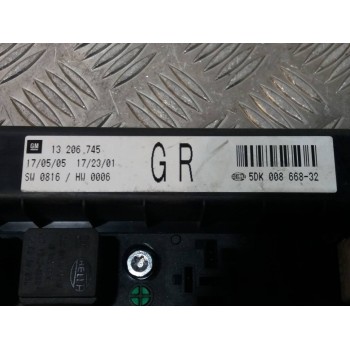 GM
13 206 745
17/05/05 17/23/01
SW 0816 / HW 0006
GR
5DK 008 668-32
HELLA